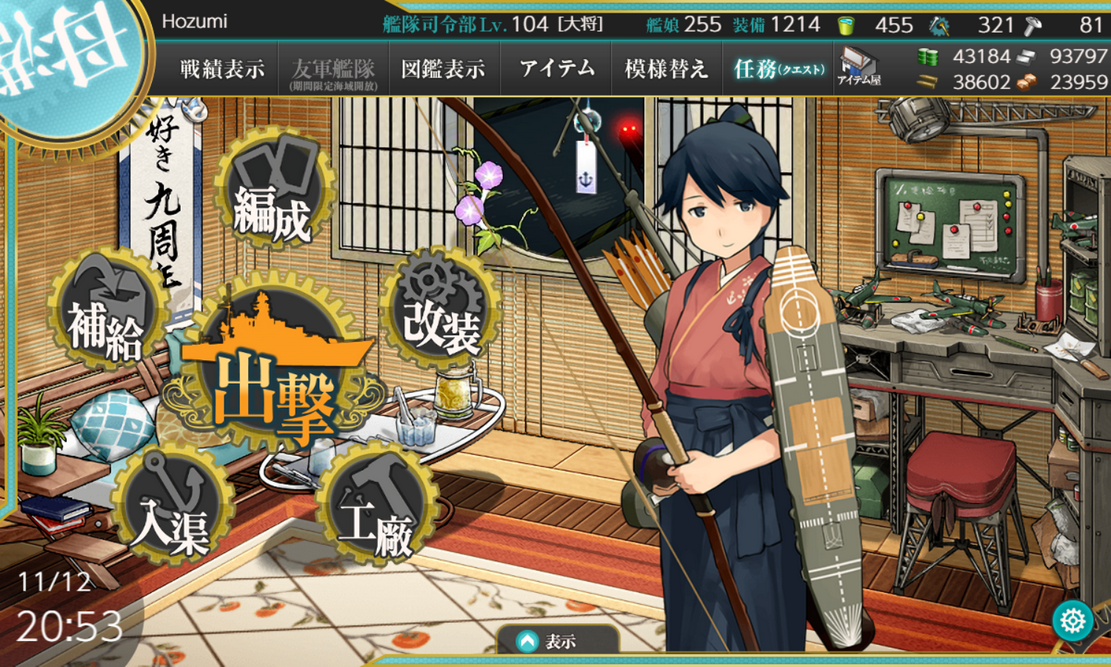 母港
Hozumi
艦隊司令部Lv. 104 [大将]
艦娘 255 装備 1214 455 321 81
戦績表示
友軍艦隊
(期間限定海域開放)
図鑑表示
アイテム
模様替え
任務(クエスト)
アイテム屋
43184 93797
38602 23959
好き 九周年
編成
補給
改装
出撃
入渠
工廠
11/12
20:53
表示